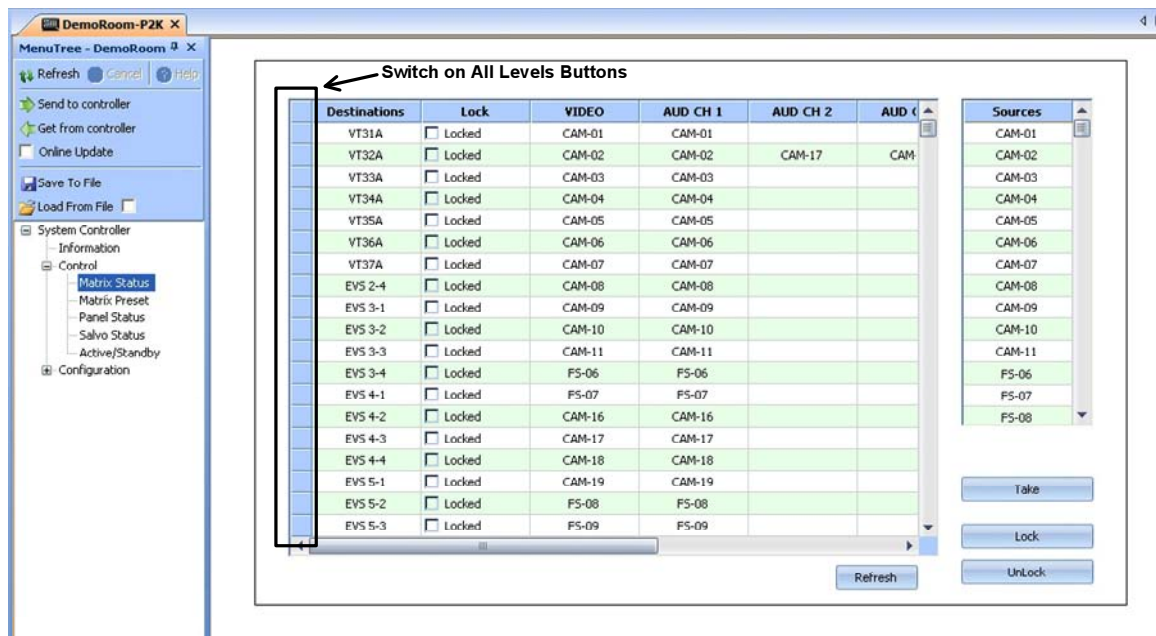 DemoRoom-P2K X
MenuTree - DemoRoom
Refresh Cancel Help
Send to controller
Get from controller
Online Update
Save To File
Load From File
System Controller
Information
Control
Matrix Status
Matrix Preset
Panel Status
Salvo Status
Active/Standby
Configuration
Switch on All Levels Buttons
Destinations Lock VIDEO AUD CH 1 AUD CH 2 AUD (
VT31A Locked CAM-01 CAM-01
VT32A Locked CAM-02 CAM-02 CAM-17 CAM-
VT33A Locked CAM-03 CAM-03
VT34A Locked CAM-04 CAM-04
VT35A Locked CAM-05 CAM-05
VT36A Locked CAM-06 CAM-06
VT37A Locked CAM-07 CAM-07
EVS 2-4 Locked CAM-08 CAM-08
EVS 3-1 Locked CAM-09 CAM-09
EVS 3-2 Locked CAM-10 CAM-10
EVS 3-3 Locked CAM-11 CAM-11
EVS 3-4 Locked FS-06 FS-06
EVS 4-1 Locked FS-07 FS-07
EVS 4-2 Locked CAM-16 CAM-16
EVS 4-3 Locked CAM-17 CAM-17
EVS 4-4 Locked CAM-18 CAM-18
EVS 5-1 Locked CAM-19 CAM-19
EVS 5-2 Locked FS-08 FS-08
EVS 5-3 Locked FS-09 FS-09
Refresh
Sources
CAM-01
CAM-02
CAM-03
CAM-04
CAM-05
CAM-06
CAM-07
CAM-08
CAM-09
CAM-10
CAM-11
FS-06
FS-07
FS-08
Take
Lock
UnLock